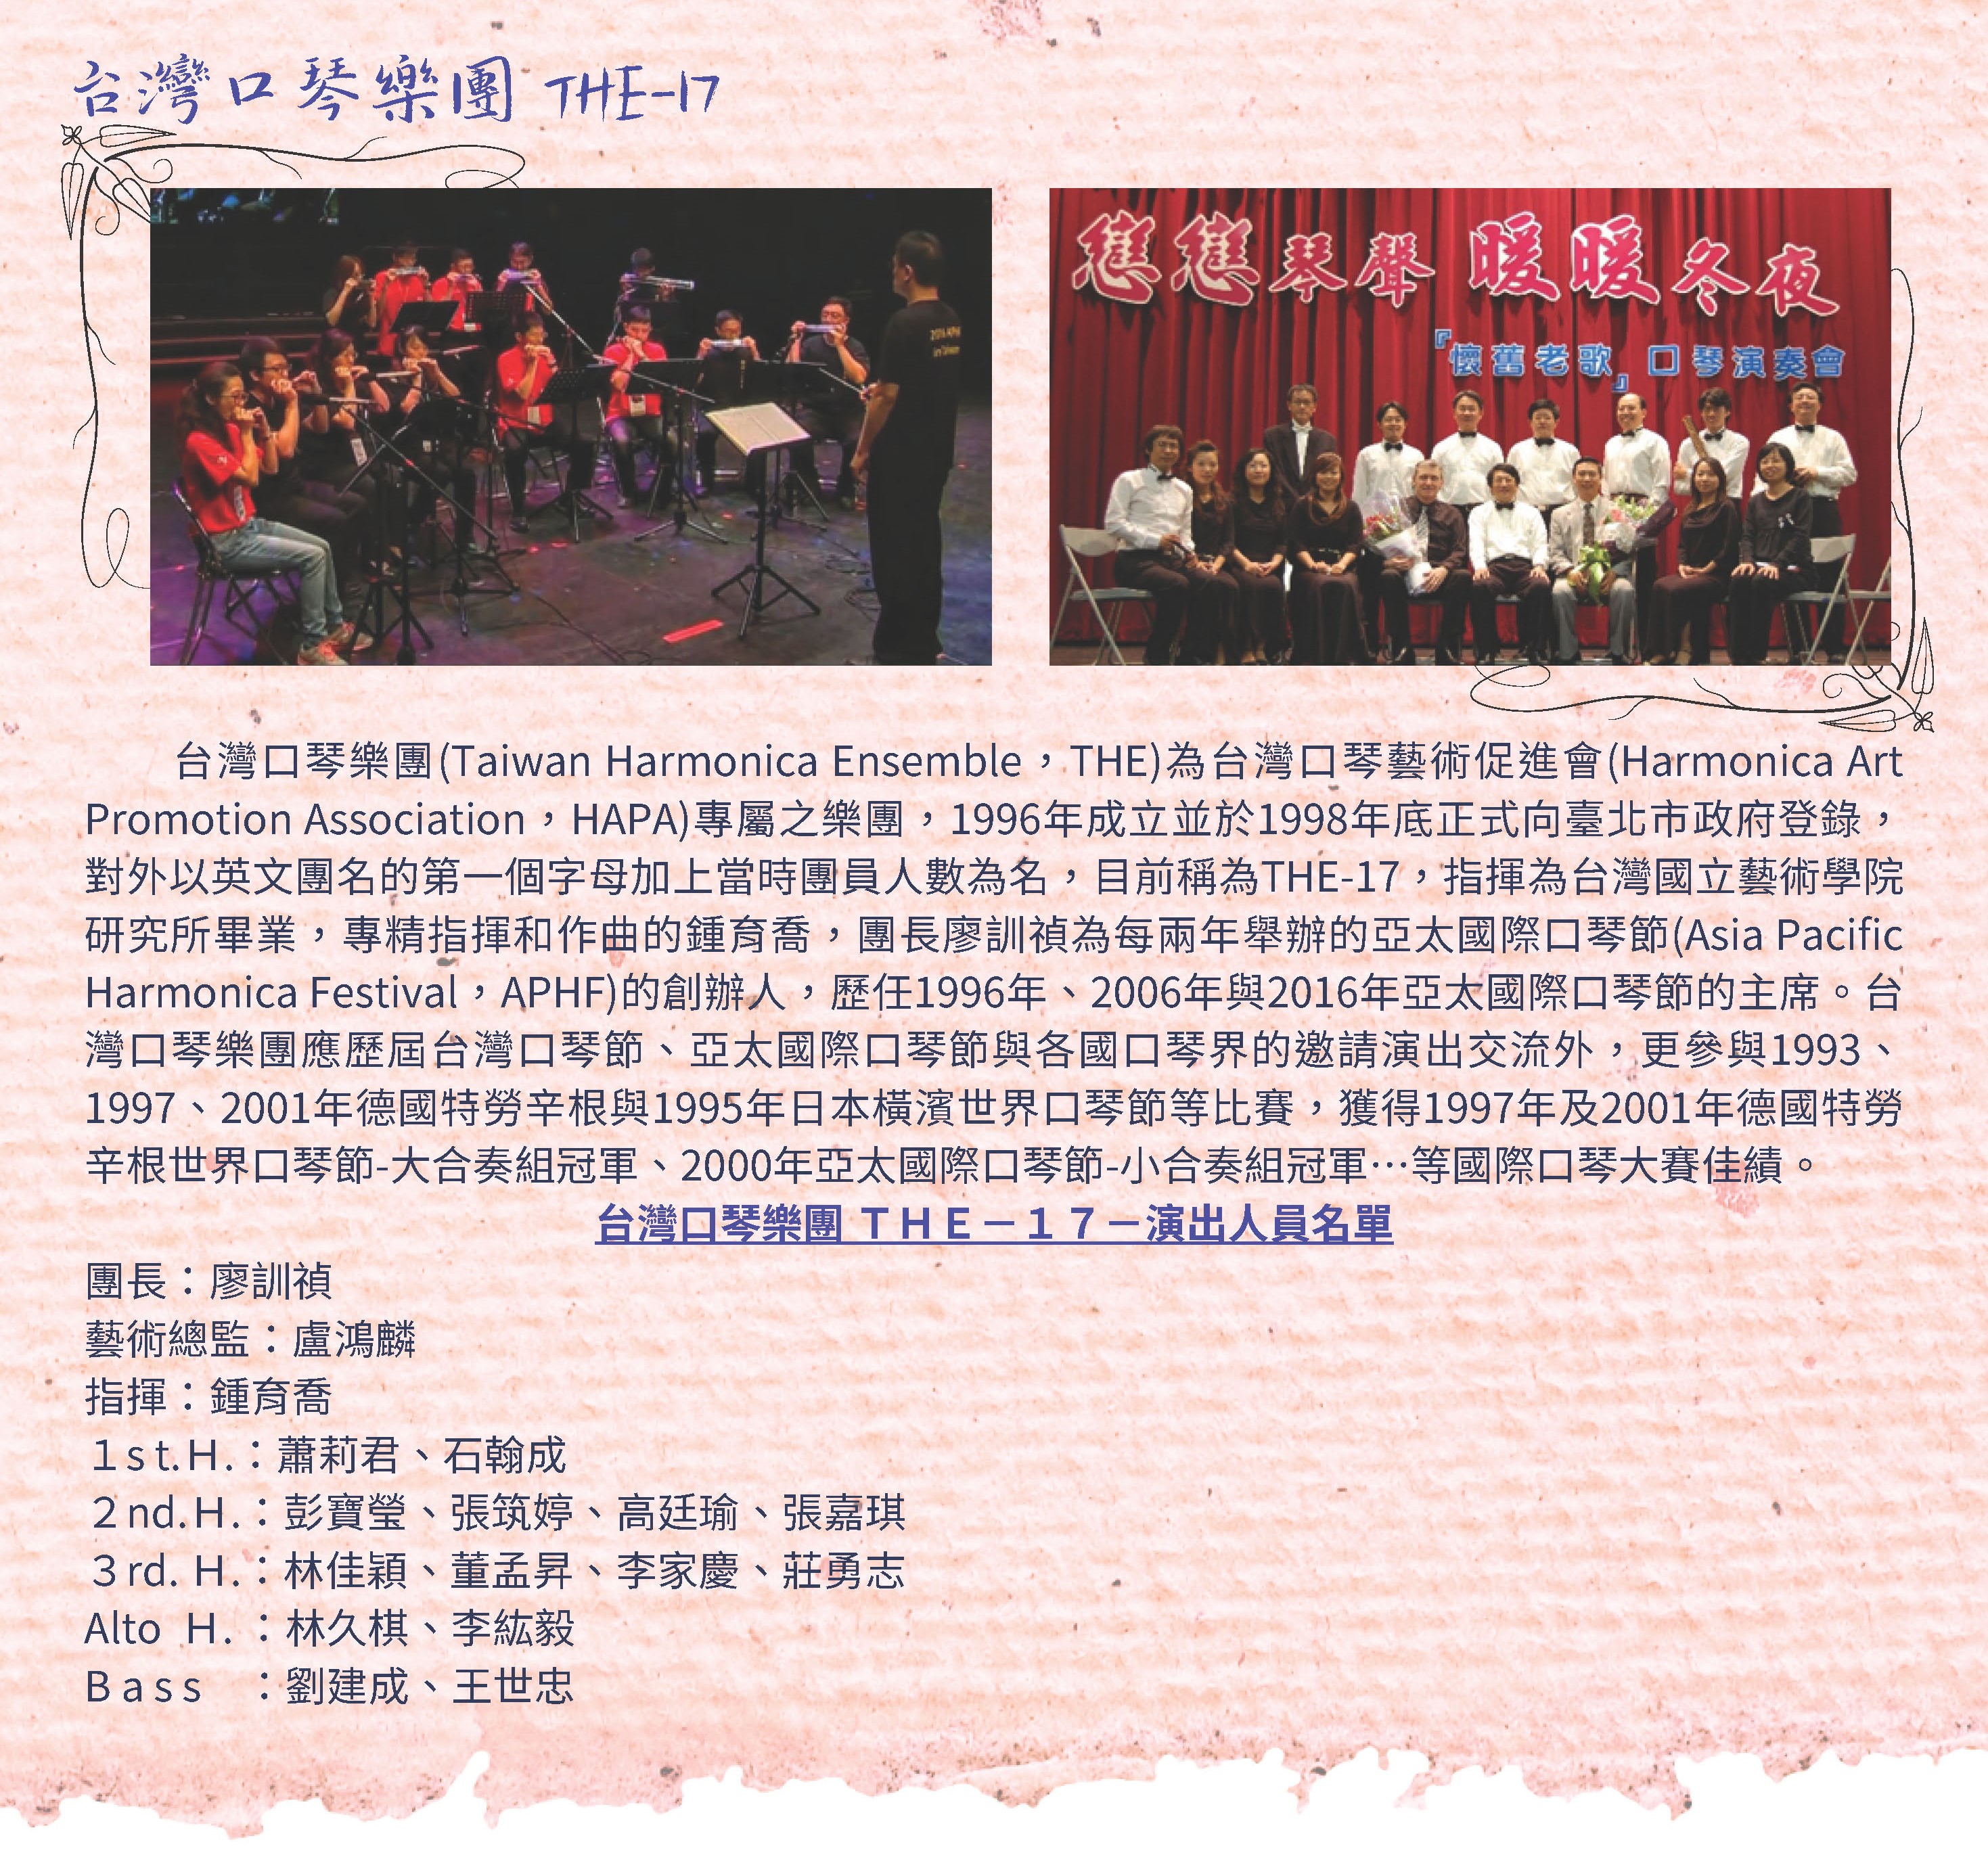 台灣口琴樂團 THE-17
戀戀琴聲 暖暖冬夜
『懷舊老歌』口琴演奏會
台灣口琴樂團(Taiwan Harmonica Ensemble，THE)為台灣口琴藝術促進會(Harmonica Art
Promotion Association，HAPA)專屬之樂團，1996年成立並於1998年底正式向臺北市政府登錄，
對外以英文團名的第一個字母加上當時團員人數為名，目前稱為THE-17，指揮為台灣國立藝術學院
研究所畢業，專精指揮和作曲的鍾育喬，團長廖訓禎為每兩年舉辦的亞太國際口琴節(Asia Pacific
Harmonica Festival，APHF)的創辦人，歷任1996年、2006年與2016年亞太國際口琴節的主席。台
灣口琴樂團應歷屆台灣口琴節、亞太國際口琴節與各國口琴界的邀請演出交流外，更參與1993、
1997、2001年德國特勞辛根與1995年日本橫濱世界口琴節等比賽，獲得1997年及2001年德國特勞
辛根世界口琴節-大合奏組冠軍、2000年亞太國際口琴節-小合奏組冠軍…等國際口琴大賽佳績。
台灣口琴樂團 ＴＨＥ－１７－演出人員名單
團長：廖訓禎
藝術總監：盧鴻麟
指揮：鍾育喬
１st.H.：蕭莉君、石翰成
２nd.H.：彭寶瑩、張筑婷、高廷瑜、張嘉琪
３rd. H.：林佳穎、董孟昇、李家慶、莊勇志
Alto H.：林久棋、李紘毅
Bass ：劉建成、王世忠